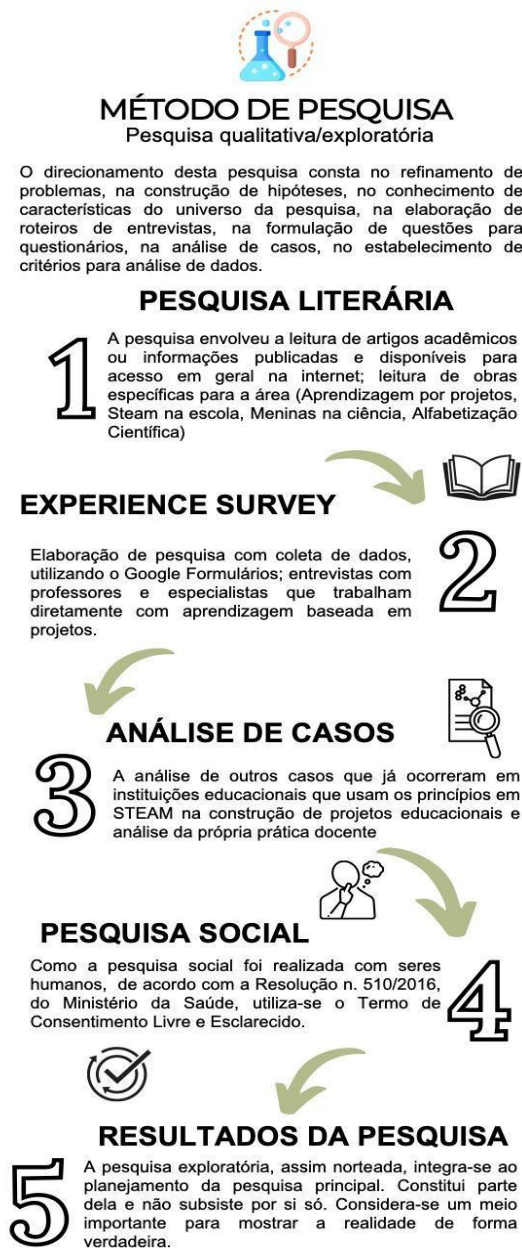 MÉTODO DE PESQUISA
Pesquisa qualitativa/exploratória
O direcionamento desta pesquisa consta no refinamento de
problemas, na construção de hipóteses, no conhecimento de
características do universo da pesquisa, na elaboração de
roteiros de entrevistas, na formulação de questões para
questionários, na análise de casos, no estabelecimento de
critérios para análise de dados.
PESQUISA LITERÁRIA
1
A pesquisa envolveu a leitura de artigos acadêmicos
ou informações publicadas e disponíveis para
acesso em geral na internet; leitura de obras
específicas para a área (Aprendizagem por projetos,
Steam na escola, Meninas na ciência, Alfabetização
Científica)
EXPERIENCE SURVEY
2
Elaboração de pesquisa com coleta de dados,
utilizando o Google Formulários; entrevistas com
professores e especialistas que trabalham
diretamente com aprendizagem baseada em
projetos.
ANÁLISE DE CASOS
3
A análise de outros casos que já ocorreram em
instituições educacionais que usam os princípios em
STEAM na construção de projetos educacionais e
análise da própria prática docente
PESQUISA SOCIAL
4
Como a pesquisa social foi realizada com seres
humanos, de acordo com a Resolução n. 510/2016,
do Ministério da Saúde, utiliza-se o Termo de
Consentimento Livre e Esclarecido.
RESULTADOS DA PESQUISA
5
A pesquisa exploratória, assim norteada, integra-se ao
planejamento da pesquisa principal. Constitui parte
dela e não subsiste por si só. Considera-se um meio
importante para mostrar a realidade de forma
verdadeira.